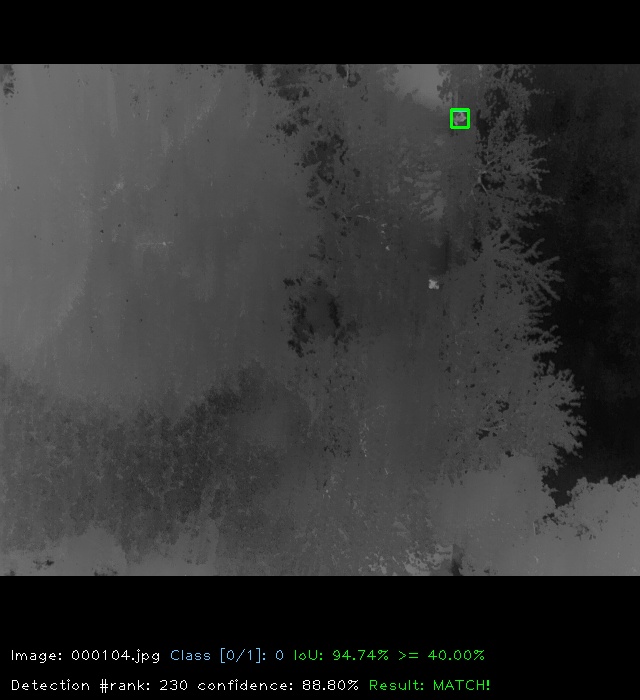 Image: 000104.jpg Class [0/1]: 0 IoU: 94.74% >= 40.00%
Detection #rank: 230 confidence: 88.80% Result: MATCH!